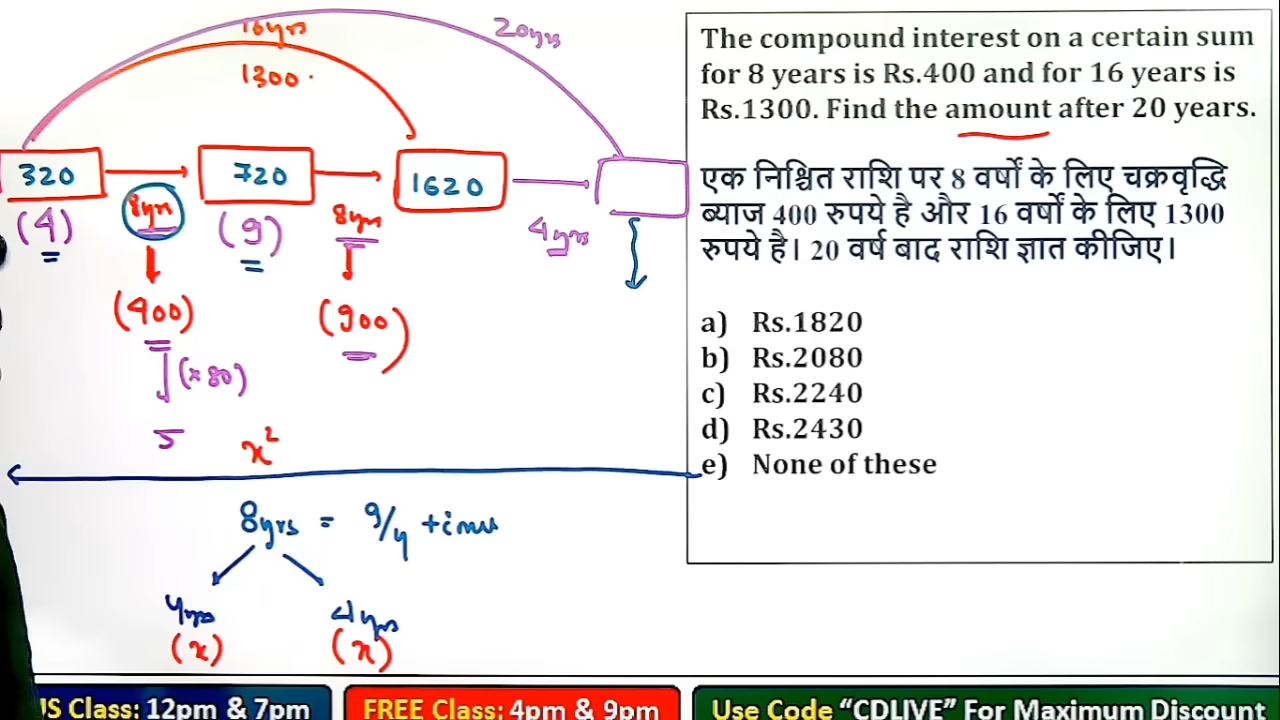 16yrs
20yrs
1300
320
720
1620
8yrs
8yrs
4yrs
(4)
(9)
(400)
(900)
(×80)
5
x²
8yrs = 9/4 times
4yrs
4yrs
(x)
(x)
The compound interest on a certain sum
for 8 years is Rs.400 and for 16 years is
Rs.1300. Find the amount after 20 years.
एक निश्चित राशि पर 8 वर्षों के लिए चक्रवृद्धि
ब्याज 400 रुपये है और 16 वर्षों के लिए 1300
रुपये है। 20 वर्ष बाद राशि ज्ञात कीजिए।
a) Rs.1820
b) Rs.2080
c) Rs.2240
d) Rs.2430
e) None of these
US Class: 12pm & 7pm
FREE Class: 4pm & 9pm
Use Code “CDLIVE” For Maximum Discount